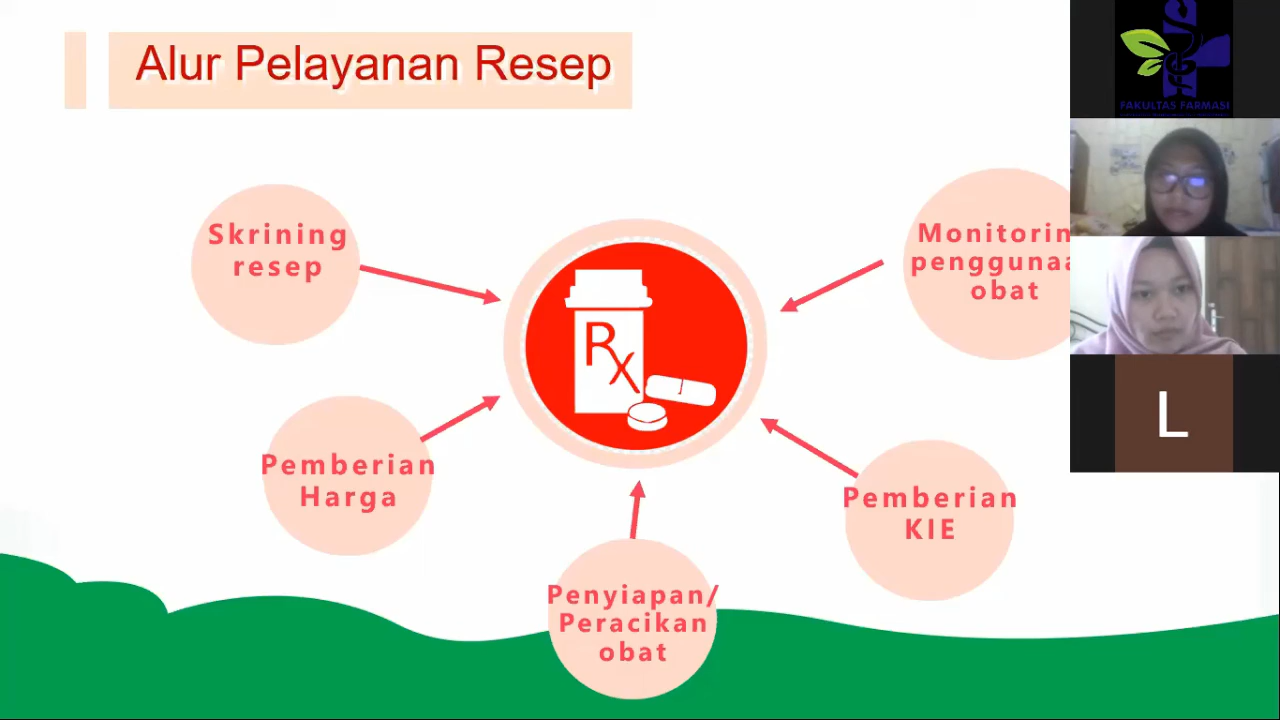 Alur Pelayanan Resep
Skrining
resep
Pemberian
Harga
Penyiapan/
Peracikan
obat
Pemberian
KIE
Monitorin
penggunaa
obat
Rx
FAKULTAS FARMASI
L